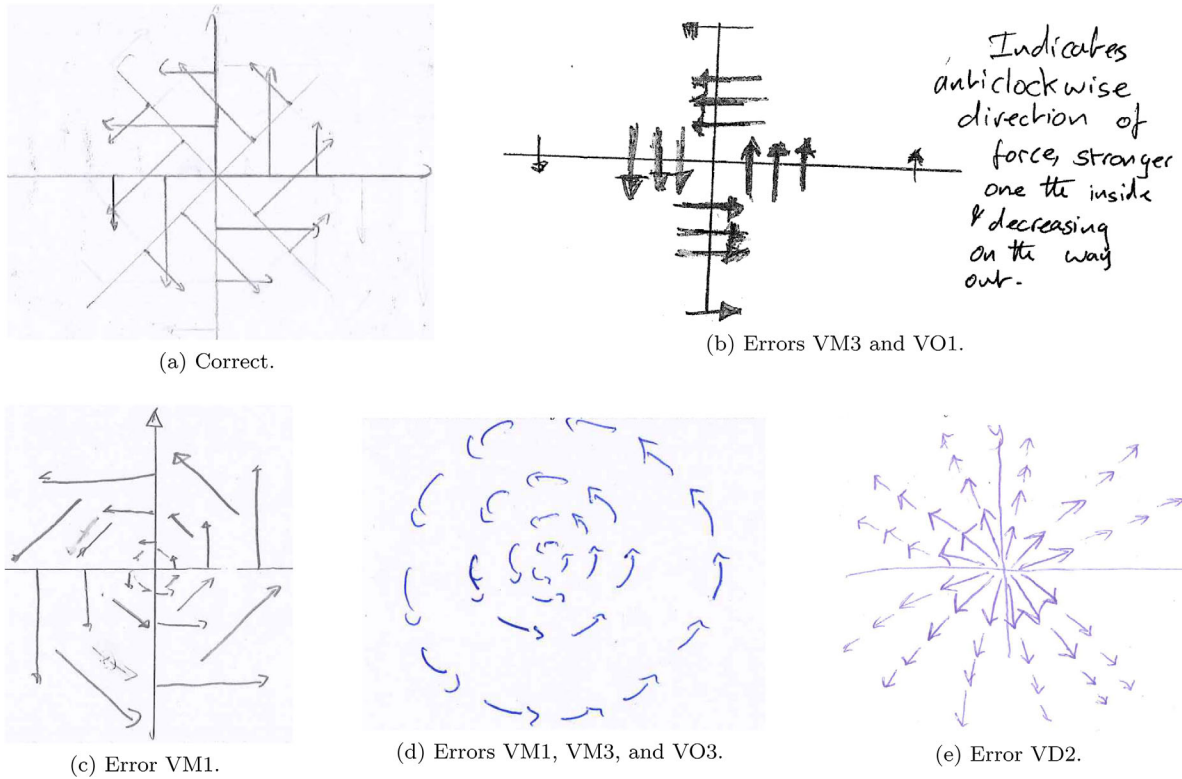 Indicates
anticlockwise
direction of
force, stronger
one the inside
& decreasing
on the way
out.
(a) Correct.
(b) Errors VM3 and VO1.
(c) Error VM1.
(d) Errors VM1, VM3, and VO3.
(e) Error VD2.